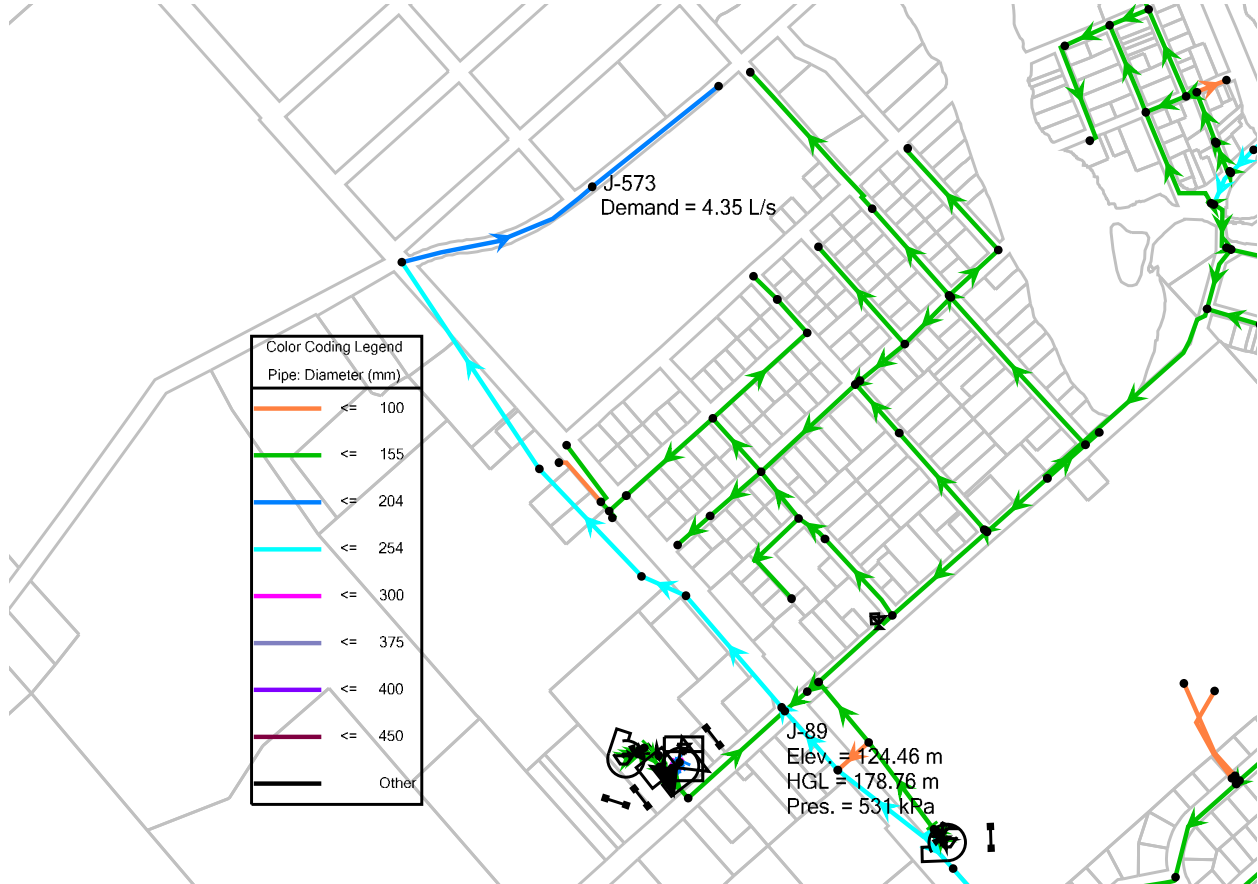 J-573
Demand = 4.35 L/s
Color Coding Legend
Pipe: Diameter (mm)
<= 100
<= 155
<= 204
<= 254
<= 300
<= 375
<= 400
<= 450
Other
J-89
Elev. = 124.46 m
HGL = 178.76 m
Pres. = 531 kPa